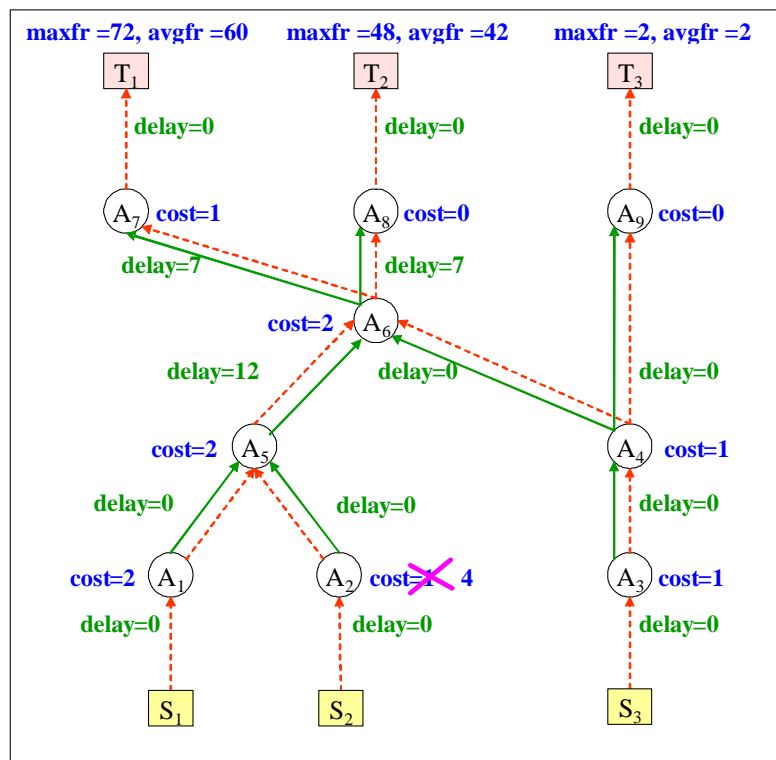 maxfr =72, avgfr =60 maxfr =48, avgfr =42 maxfr =2, avgfr =2
T1 T2 T3
delay=0 delay=0 delay=0
A7 cost=1 A8 cost=0 A9 cost=0
delay=7 delay=7
cost=2 A6
delay=12 delay=0 delay=0
cost=2 A5 A4 cost=1
delay=0 delay=0 delay=0
cost=2 A1 A2 cost=1 4 A3 cost=1
delay=0 delay=0 delay=0
S1 S2 S3